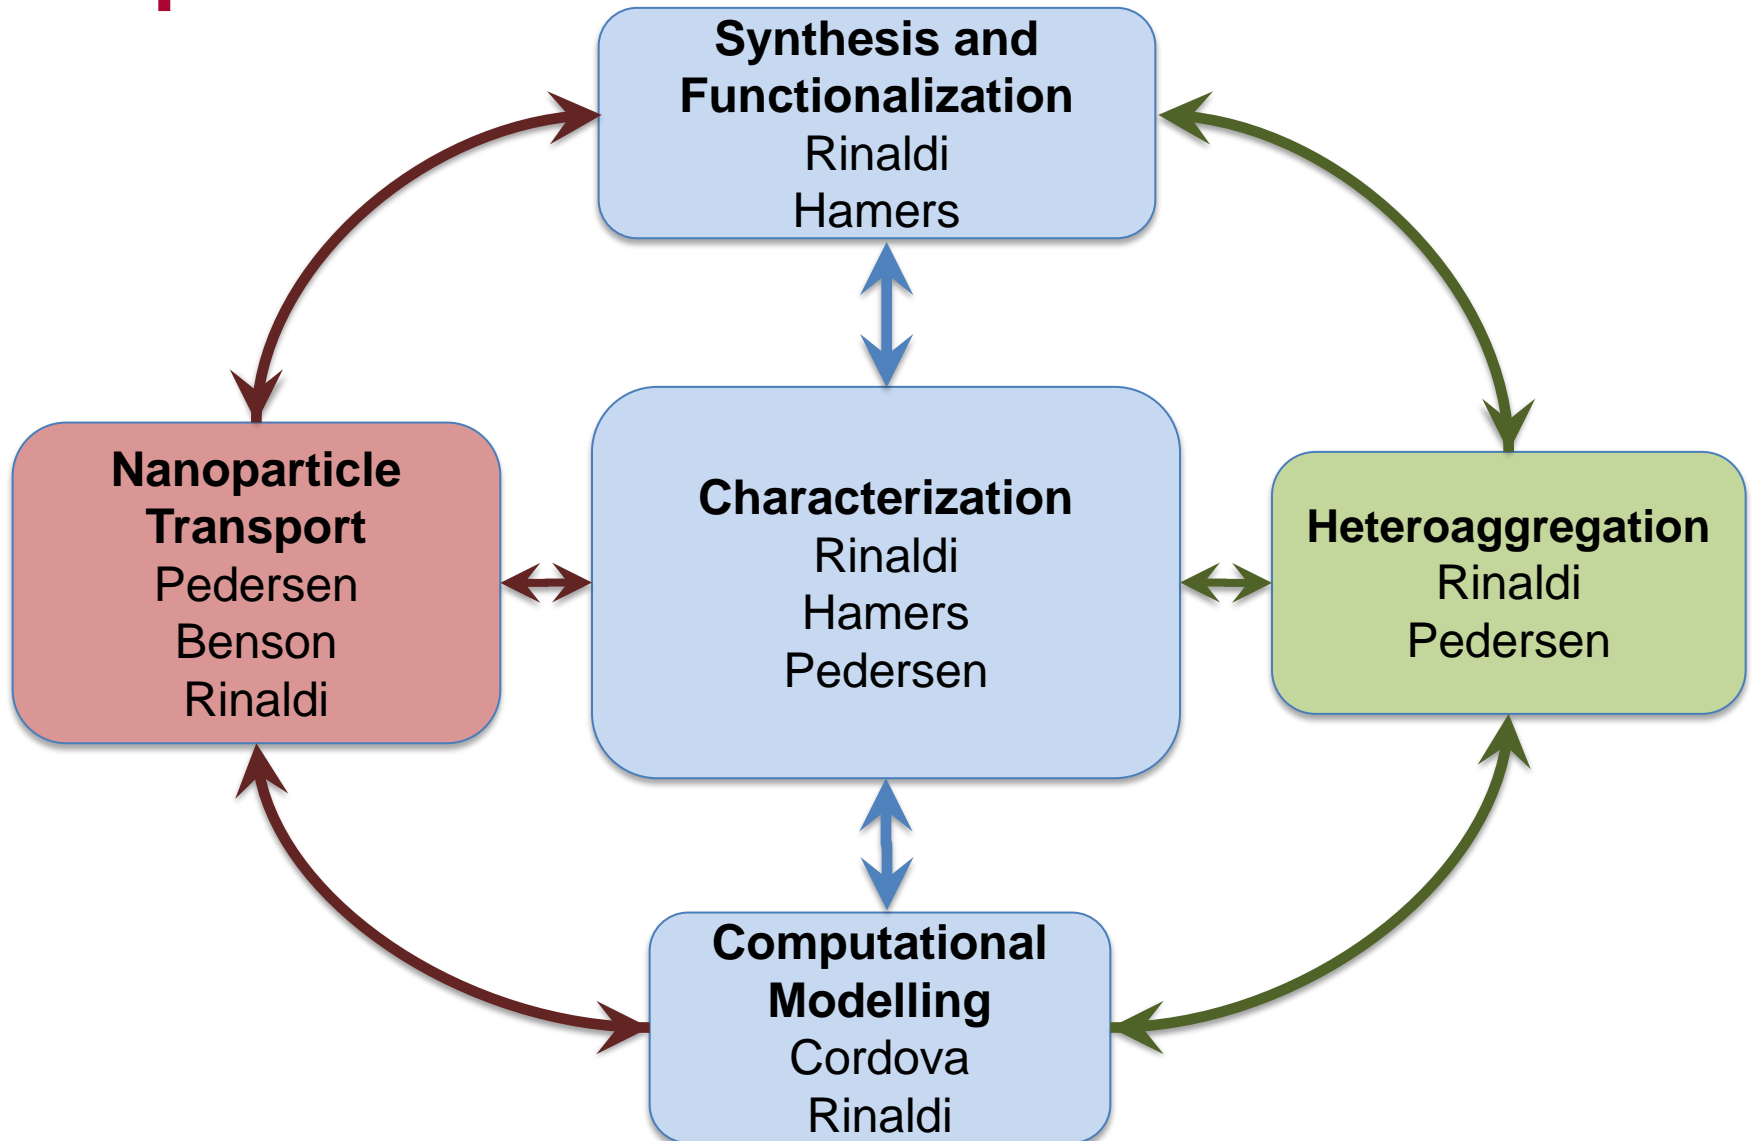 Synthesis and
Functionalization
Rinaldi
Hamers
Nanoparticle
Transport
Pedersen
Benson
Rinaldi
Characterization
Rinaldi
Hamers
Pedersen
Heteroaggregation
Rinaldi
Pedersen
Computational
Modelling
Cordova
Rinaldi